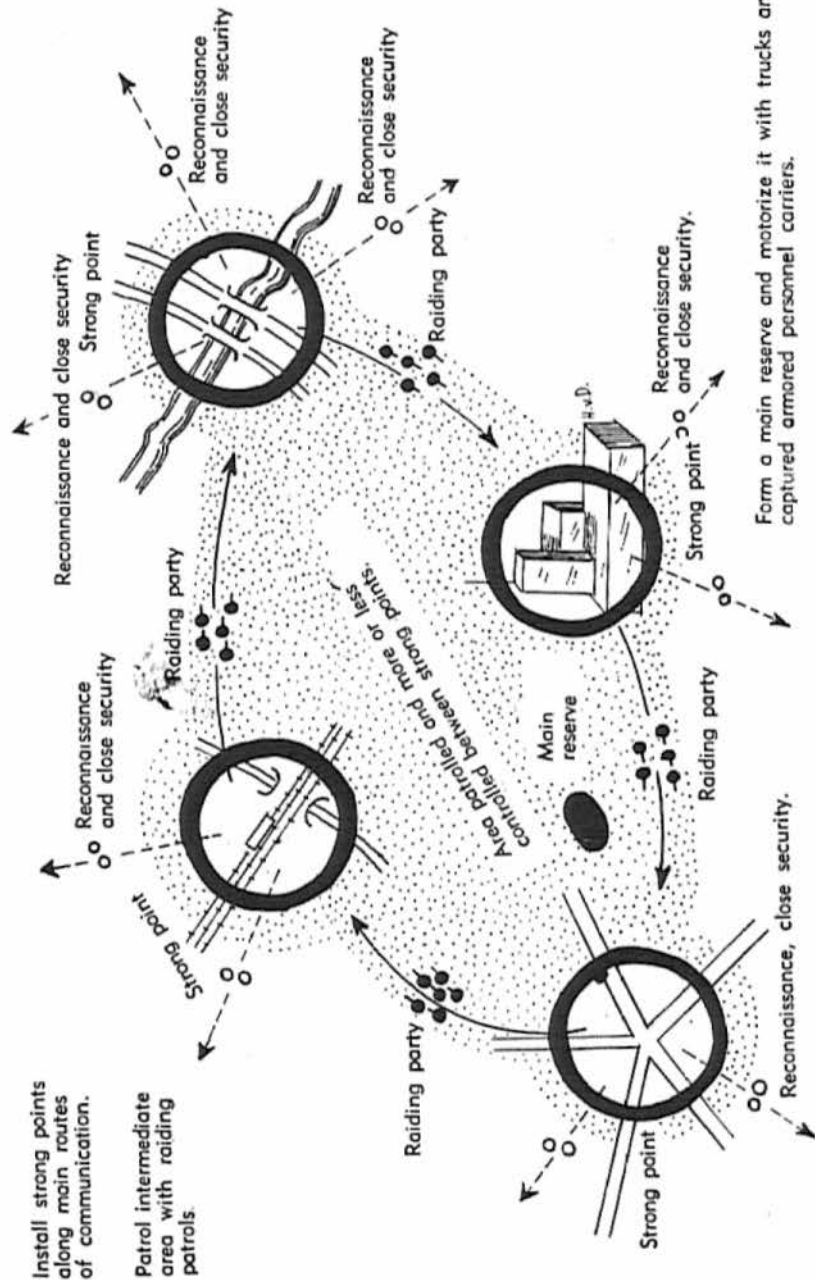 Install strong points
along main routes
of communication.
Patrol intermediate
area with raiding
patrols.
Reconnaissance
and close security
Strong point
Raiding party
Reconnaissance and close security
Strong point
Reconnaissance
and close security
Reconnaissance
and close security
Raiding party
Area patrolled and more or less
controlled between strong points.
Raiding party
Main
reserve
H.v.D.
Strong point
Reconnaissance
and close security.
Raiding party
Strong point
Reconnaissance, close security.
Form a main reserve and motorize it with trucks
captured armored personnel carriers.